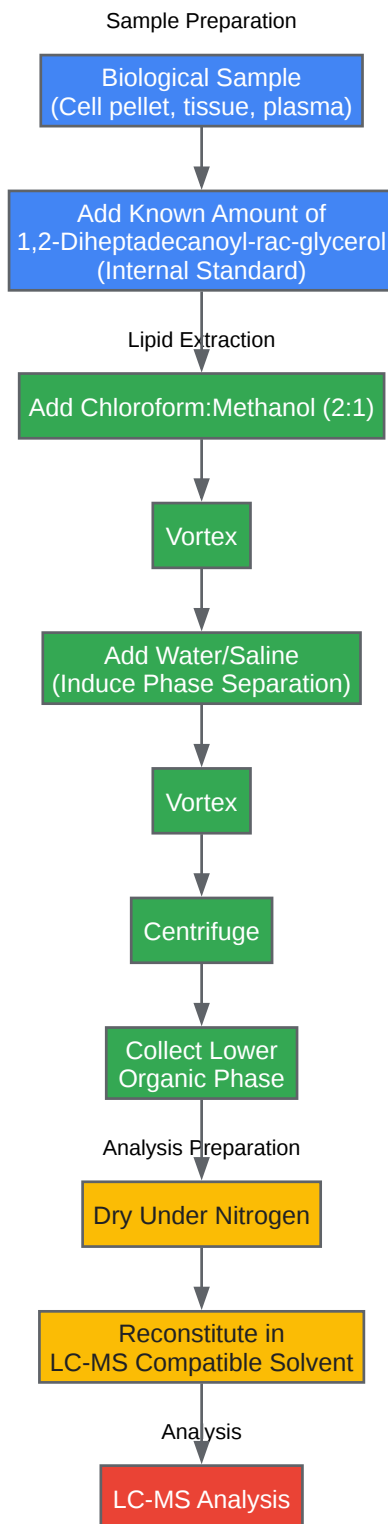 Sample Preparation
Biological Sample
(Cell pellet, tissue, plasma)
Add Known Amount of
1,2-Diheptadecanoyl-rac-glycerol
(Internal Standard)
Lipid Extraction
Add Chloroform:Methanol (2:1)
Vortex
Add Water/Saline
(Induce Phase Separation)
Vortex
Centrifuge
Collect Lower
Organic Phase
Analysis Preparation
Dry Under Nitrogen
Reconstitute in
LC-MS Compatible Solvent
Analysis
LC-MS Analysis